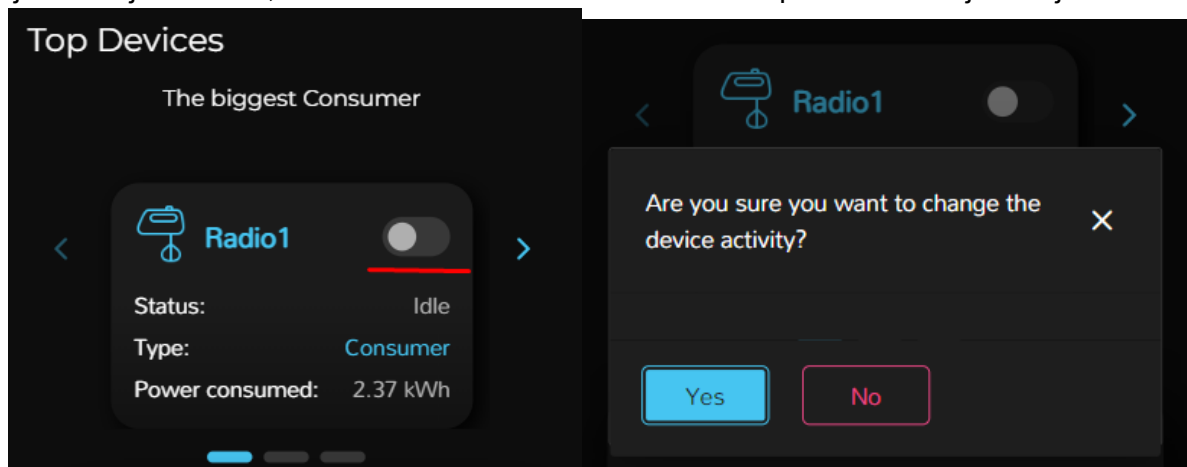 Top Devices
The biggest Consumer
Radio1
Status: Idle
Type: Consumer
Power consumed: 2.37 kWh
Radio1
Are you sure you want to change the
device activity?
Yes No